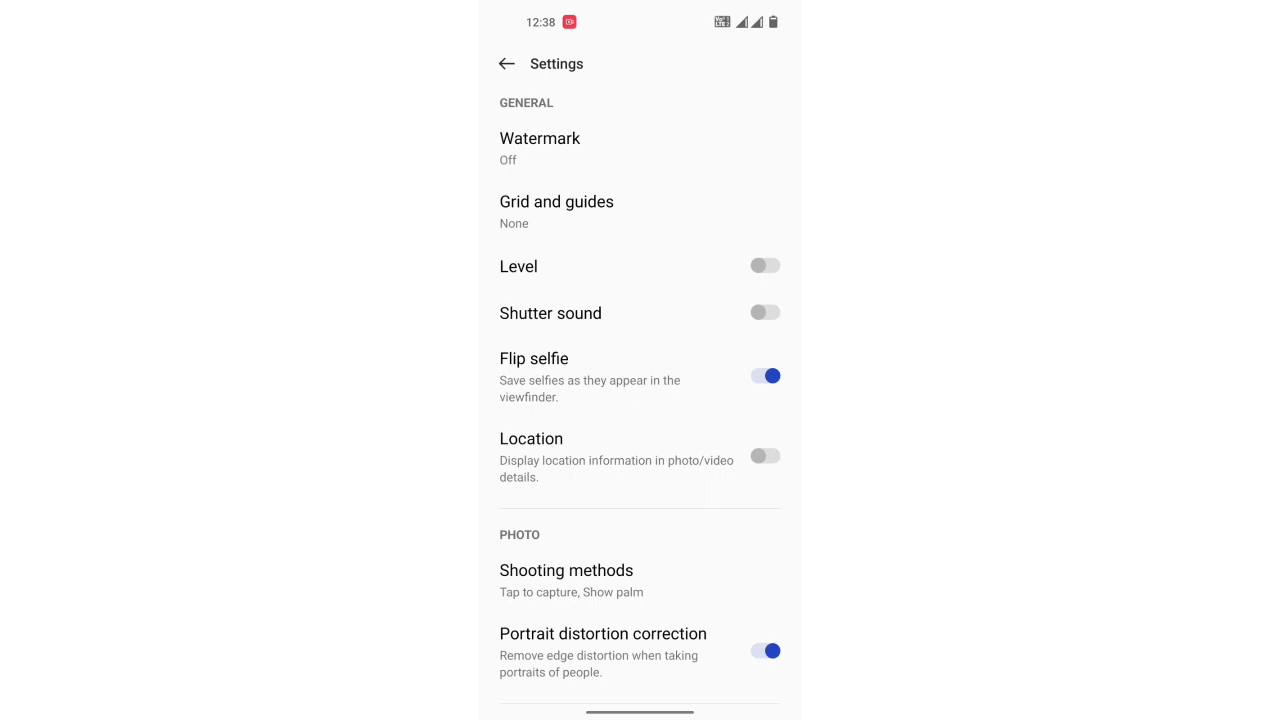 12:38
Settings
GENERAL
Watermark
Off
Grid and guides
None
Level
Shutter sound
Flip selfie
Save selfies as they appear in the
viewfinder.
Location
Display location information in photo/video
details.
PHOTO
Shooting methods
Tap to capture, Show palm
Portrait distortion correction
Remove edge distortion when taking
portraits of people.